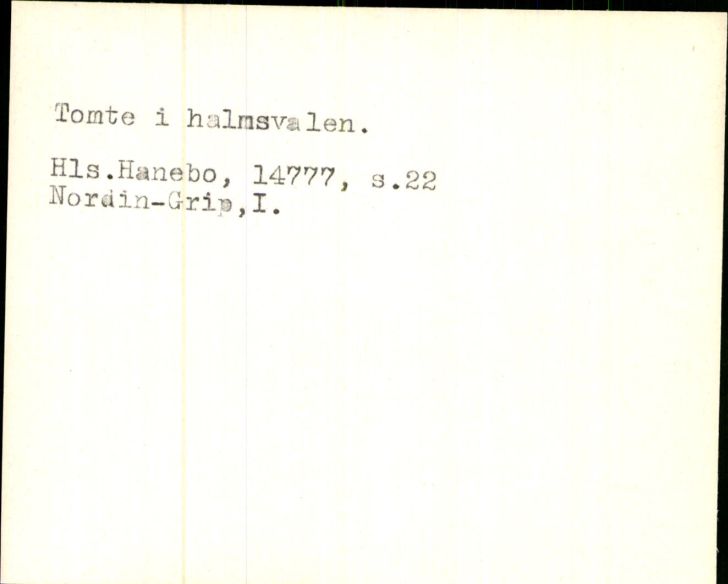 Tomte i halmsvalen.
Hls.Hanebo, 14777, s.22
Nordin-Grip,I.